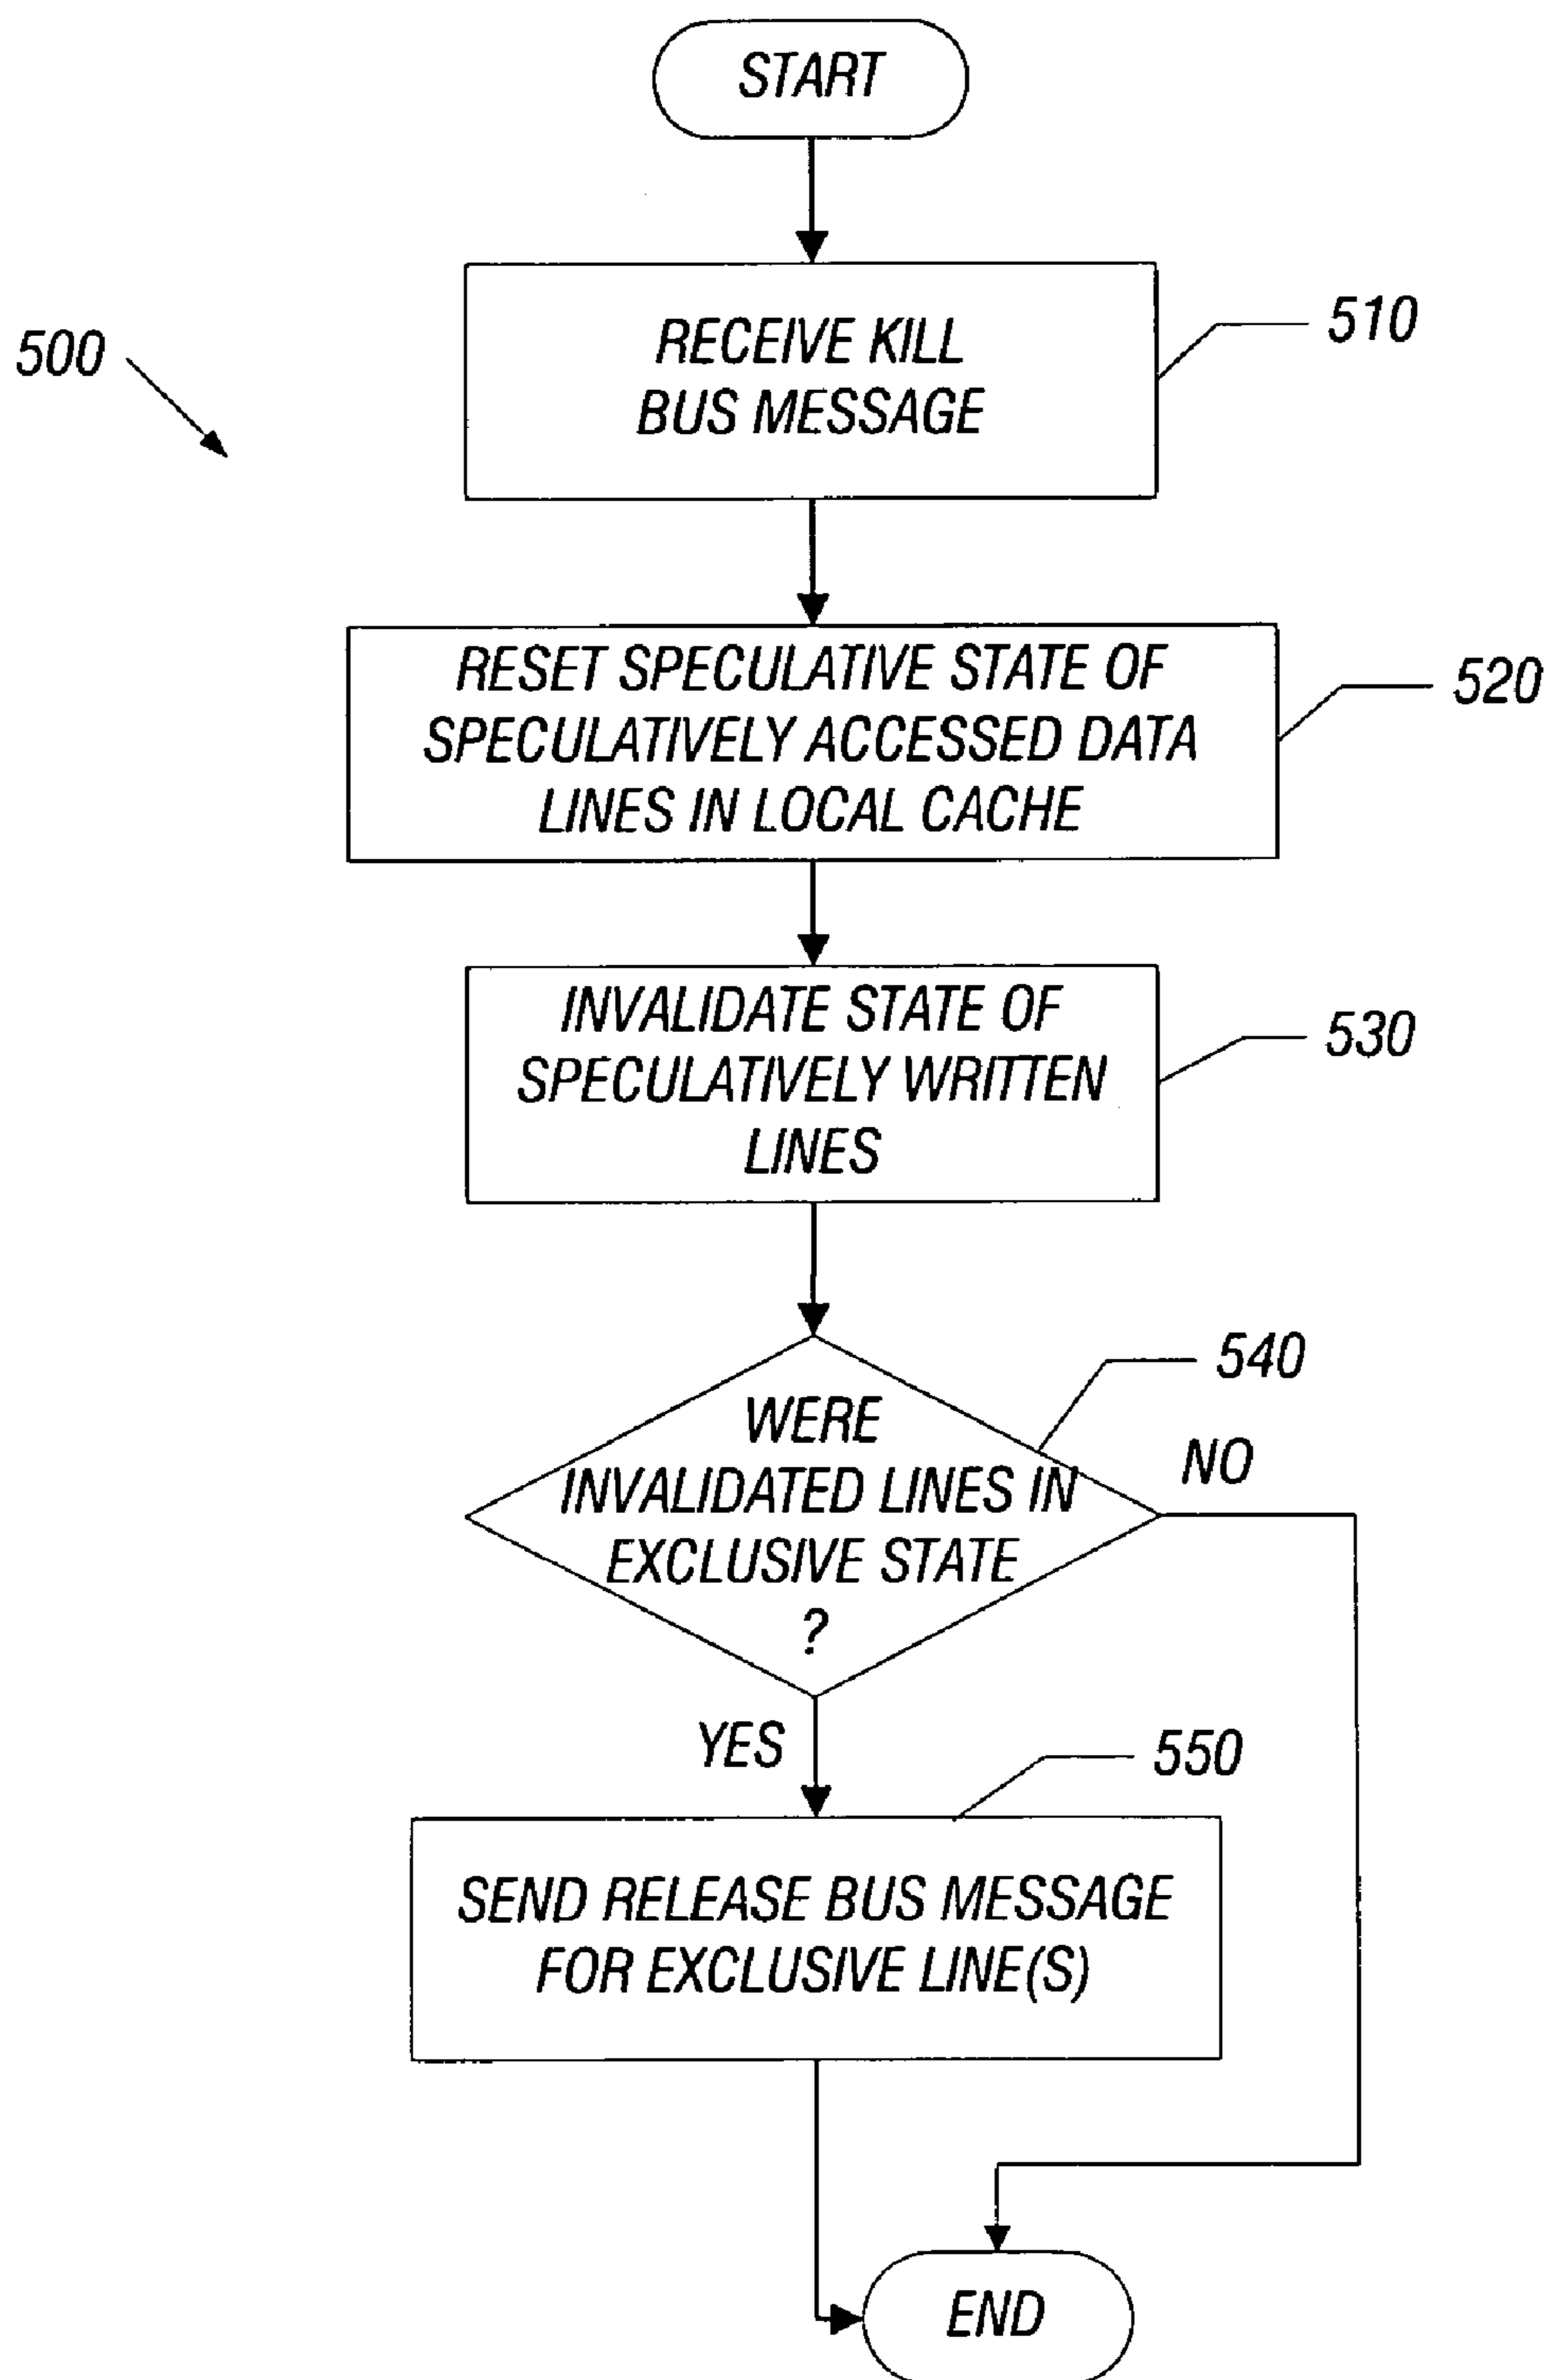 START
500
RECEIVE KILL
BUS MESSAGE
510
RESET SPECULATIVE STATE OF
SPECULATIVELY ACCESSED DATA
LINES IN LOCAL CACHE
520
INVALIDATE STATE OF
SPECULATIVELY WRITTEN
LINES
530
540
WERE
INVALIDATED LINES IN
EXCLUSIVE STATE
?
NO
YES
550
SEND RELEASE BUS MESSAGE
FOR EXCLUSIVE LINE(S)
END